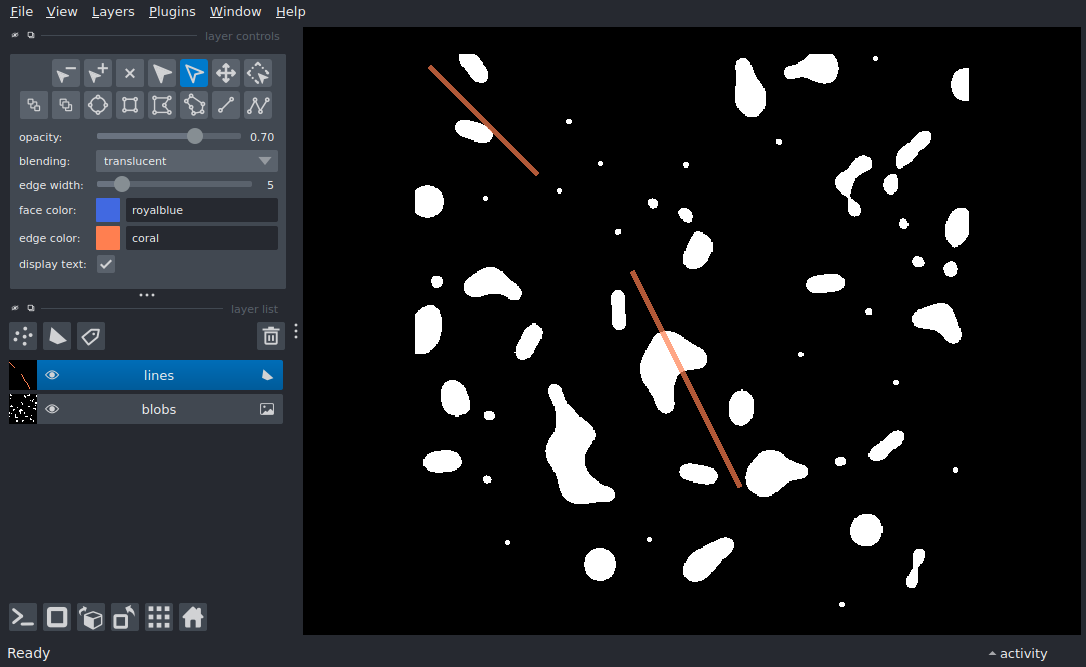 File View Layers Plugins Window Help
layer controls
opacity: 0.70
blending: translucent
edge width: 5
face color: royalblue
edge color: coral
display text:
layer list
lines
blobs
Ready
activity